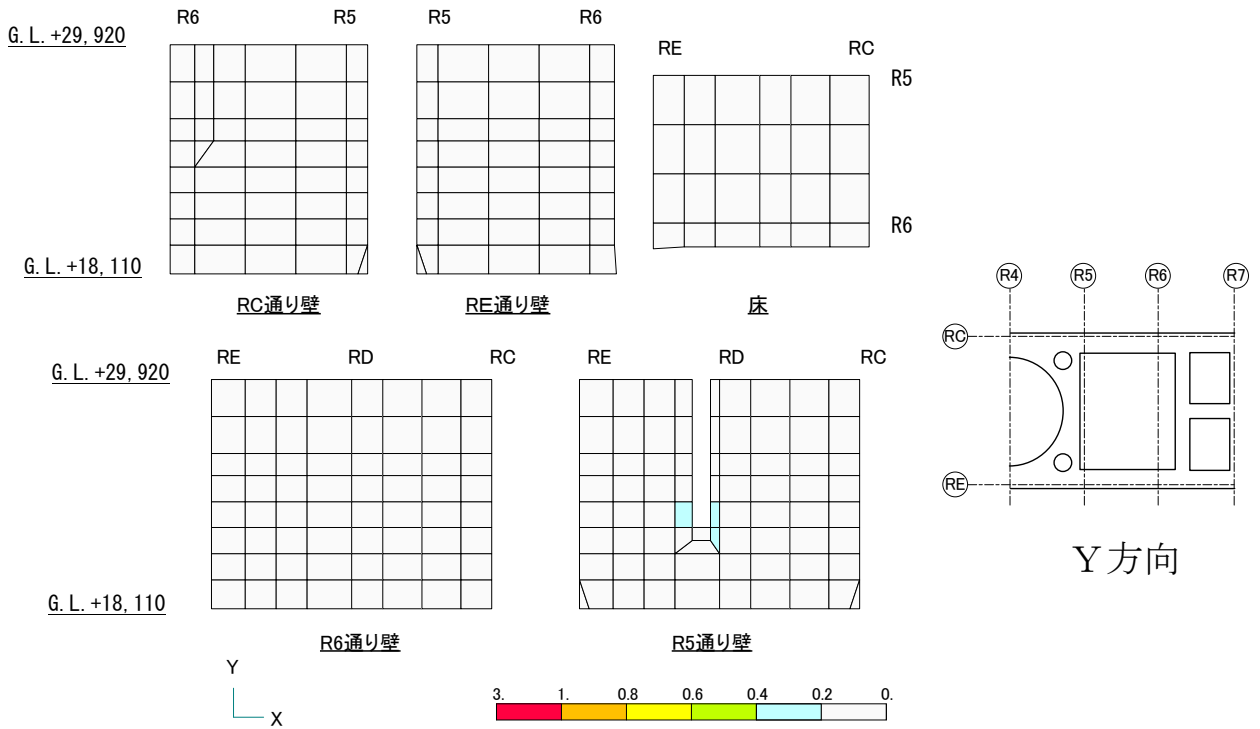 R6 R5 R5 R6
G.L.+29,920
RE RC
R5
R6
G.L.+18,110
RC通り壁 RE通り壁 床
R4 R5 R6 R7
RC
RE
Y方向
RE RD RC RE RD RC
G.L.+29,920
G.L.+18,110
R6通り壁 R5通り壁
Y
X
3. 1. 0.8 0.6 0.4 0.2 0.